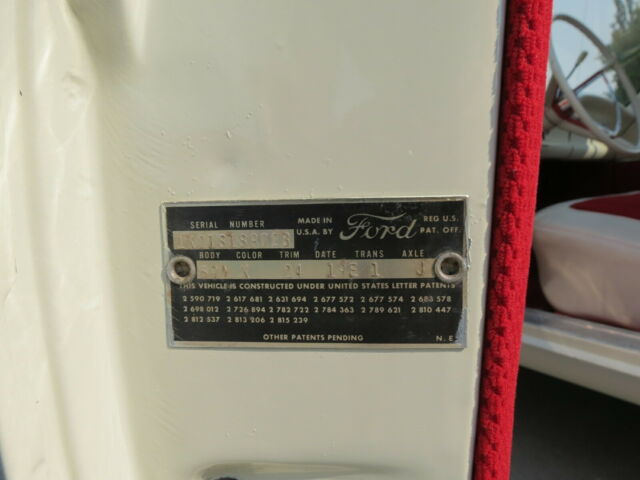 SERIAL NUMBER
MADE IN U.S.A. BY Ford REG U.S. PAT. OFF.
BODY COLOR TRIM DATE TRANS AXLE
THIS VEHICLE IS CONSTRUCTED UNDER UNITED STATES LETTER PATENTS
2 590 719 2 617 681 2 631 694 2 677 572 2 677 574 2 683 578
2 698 012 2 726 894 2 782 722 2 784 363 2 789 621 2 810 447
2 812 537 2 813 206 2 815 239
OTHER PATENTS PENDING N. E